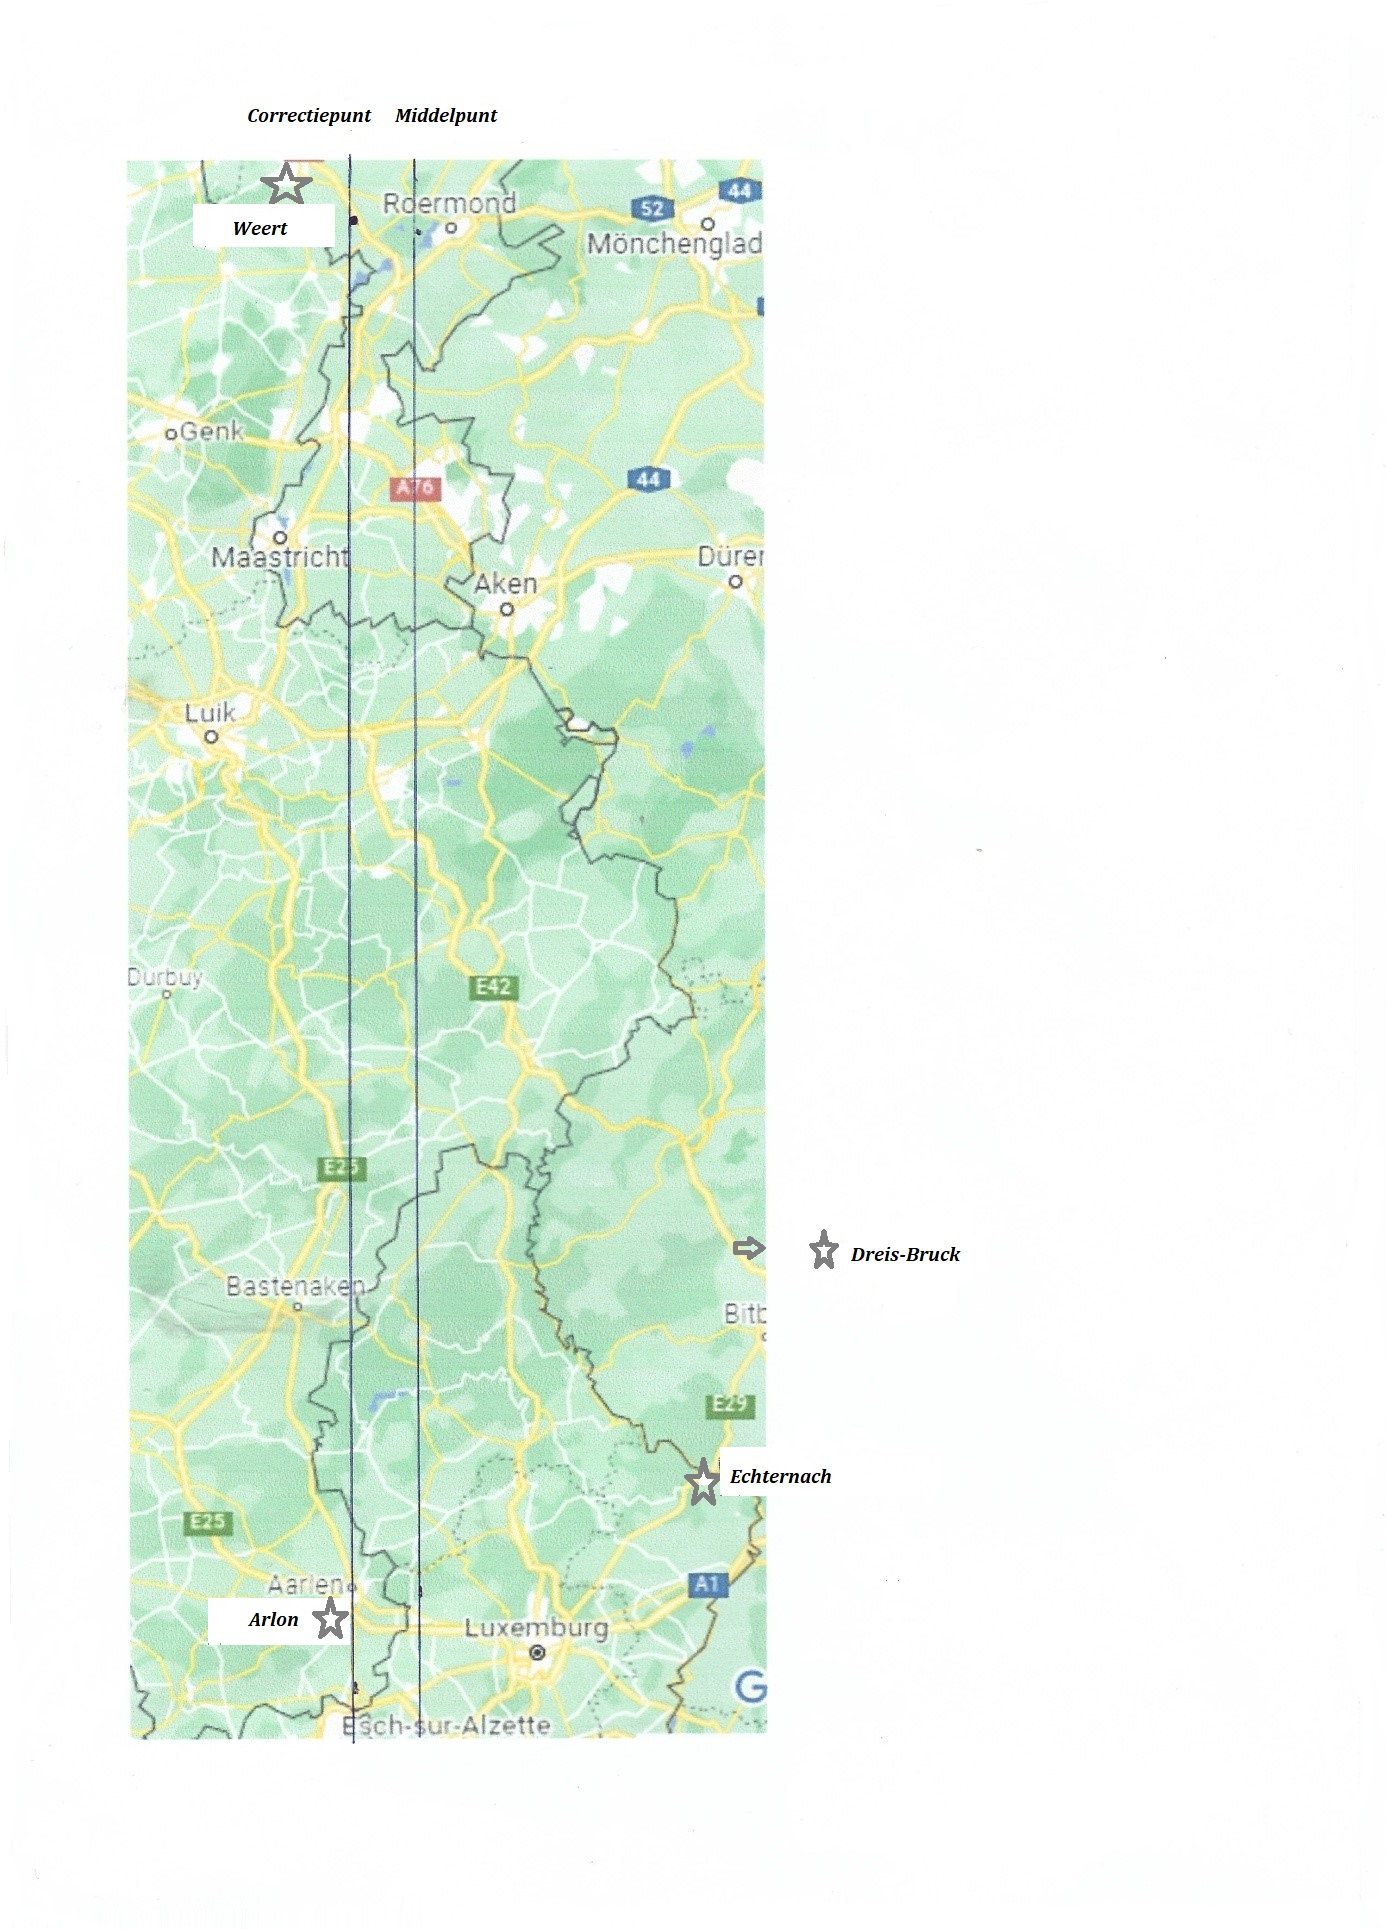 Correctiepunt Middelpunt
44
52
Roermond
Weert
Mönchenglad
Genk
A76
44
Maastricht
Düren
Aken
Luik
Durbuy
E42
E25
Dreis-Bruck
Bastenaken
Bitb
E29
Echternach
E25
Aarlen
A1
Arlon
Luxemburg
G
Esch-sur-Alzette